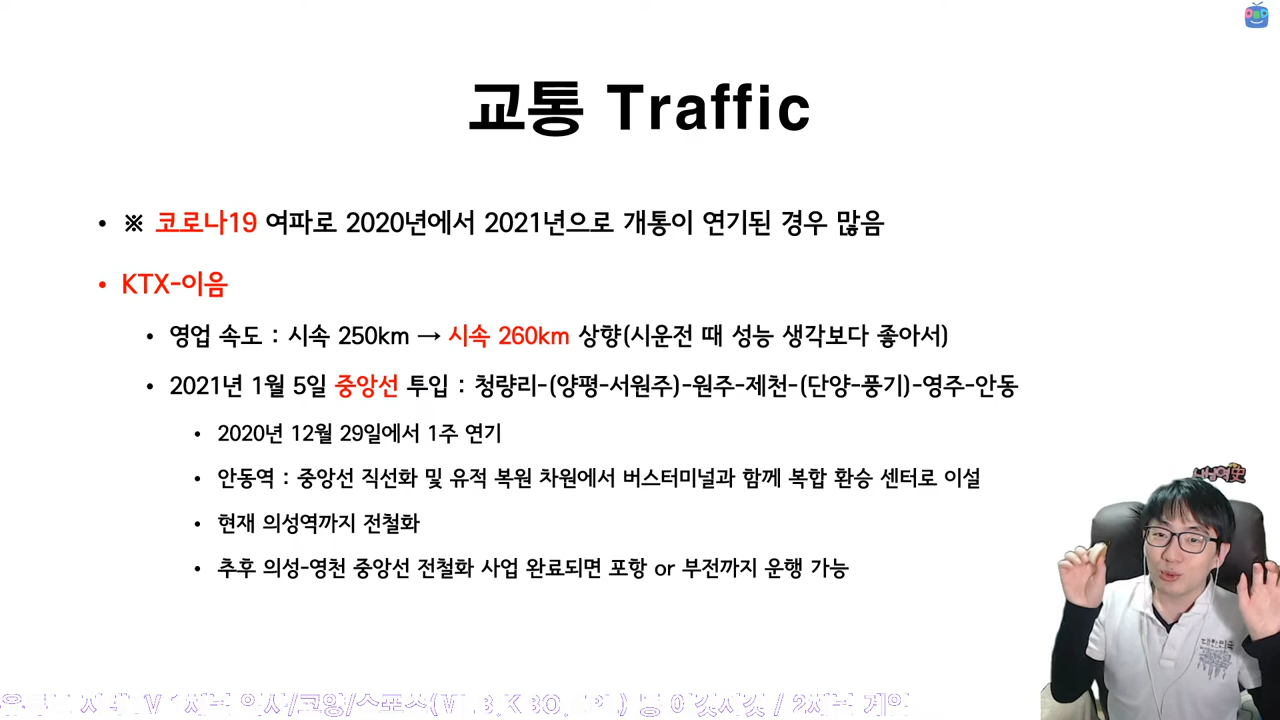 교통 Traffic
• ※ 코로나19 여파로 2020년에서 2021년으로 개통이 연기된 경우 많음
• KTX-이음
• 영업 속도 : 시속 250km → 시속 260km 상향(시운전 때 성능 생각보다 좋아서)
• 2021년 1월 5일 중앙선 투입 : 청량리-(양평-서원주)-원주-제천-(단양-풍기)-영주-안동
• 2020년 12월 29일에서 1주 연기
• 안동역 : 중앙선 직선화 및 유적 복원 차원에서 버스터미널과 함께 복합 환승 센터로 이설
• 현재 의성역까지 전철화
• 추후 의성-영천 중앙선 전철화 사업 완료되면 포항 or 부전까지 운행 가능
대한민국